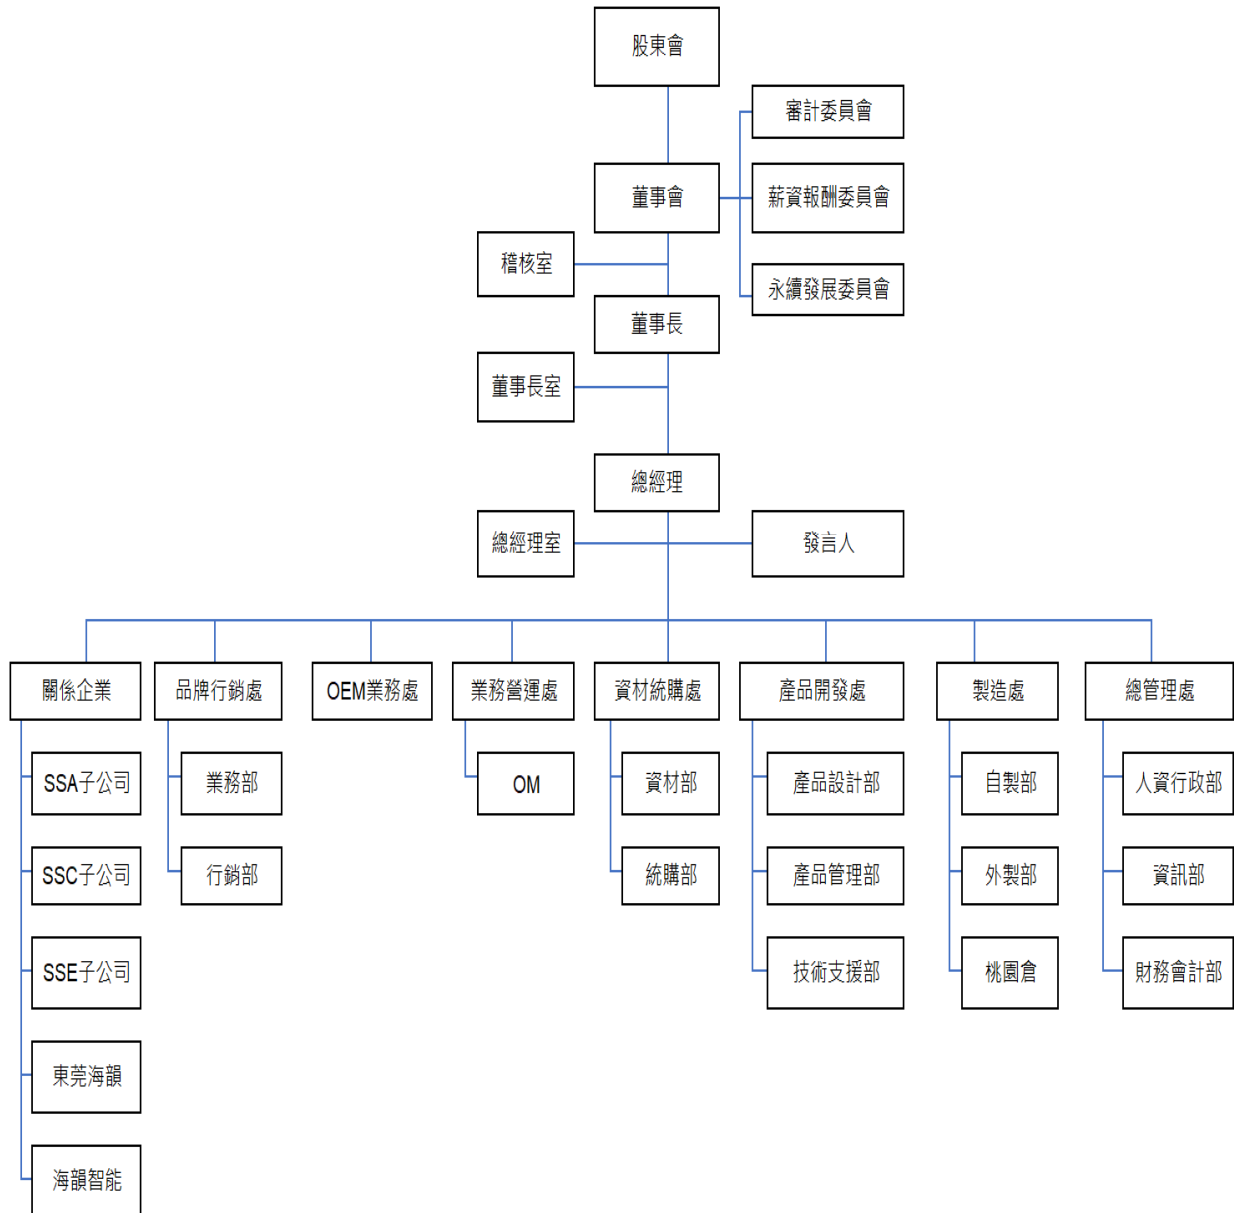 股東會
審計委員會
董事會
薪資報酬委員會
稽核室
永續發展委員會
董事長
董事長室
總經理
總經理室
發言人
關係企業
品牌行銷處
OEM業務處
業務營運處
資材統購處
產品開發處
製造處
總管理處
SSA子公司
業務部
OM
資材部
產品設計部
自製部
人資行政部
SSC子公司
行銷部
統購部
產品管理部
外製部
資訊部
SSE子公司
技術支援部
桃園倉
財務會計部
東莞海韻
海韻智能